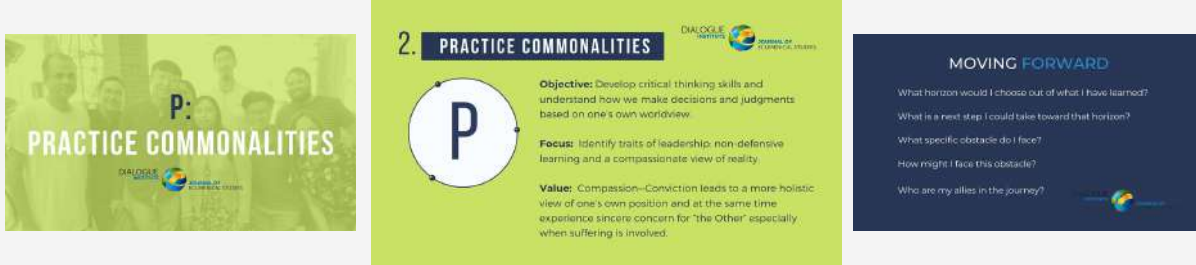 P:
PRACTICE COMMONALITIES
DIALOGUE
INSTITUTE
JOURNAL OF
ECUMENICAL STUDIES
2. PRACTICE COMMONALITIES
DIALOGUE
INSTITUTE
JOURNAL OF
ECUMENICAL STUDIES
P
Objective: Develop critical thinking skills and
understand how we make decisions and judgments
based on one's own worldview.
Focus: Identify traits of leadership: non-defensive
learning and a compassionate view of reality.
Value: Compassion—Conviction leads to a more holistic
view of one's own position and at the same time
experience sincere concern for "the Other" especially
when suffering is involved.
MOVING FORWARD
What horizon would I choose out of what I have learned?
What is a next step I could take toward that horizon?
What specific obstacle do I face?
How might I face this obstacle?
Who are my allies in the journey?